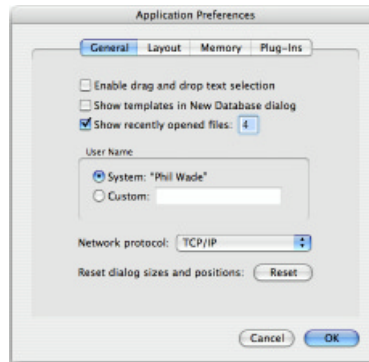 Application Preferences
General Layout Memory Plug-Ins
Enable drag and drop text selection
Show templates in New Database dialog
Show recently opened files: 4
User Name
System: "Phil Wade"
Custom:
Network protocol: TCP/IP
Reset dialog sizes and positions: Reset
Cancel OK